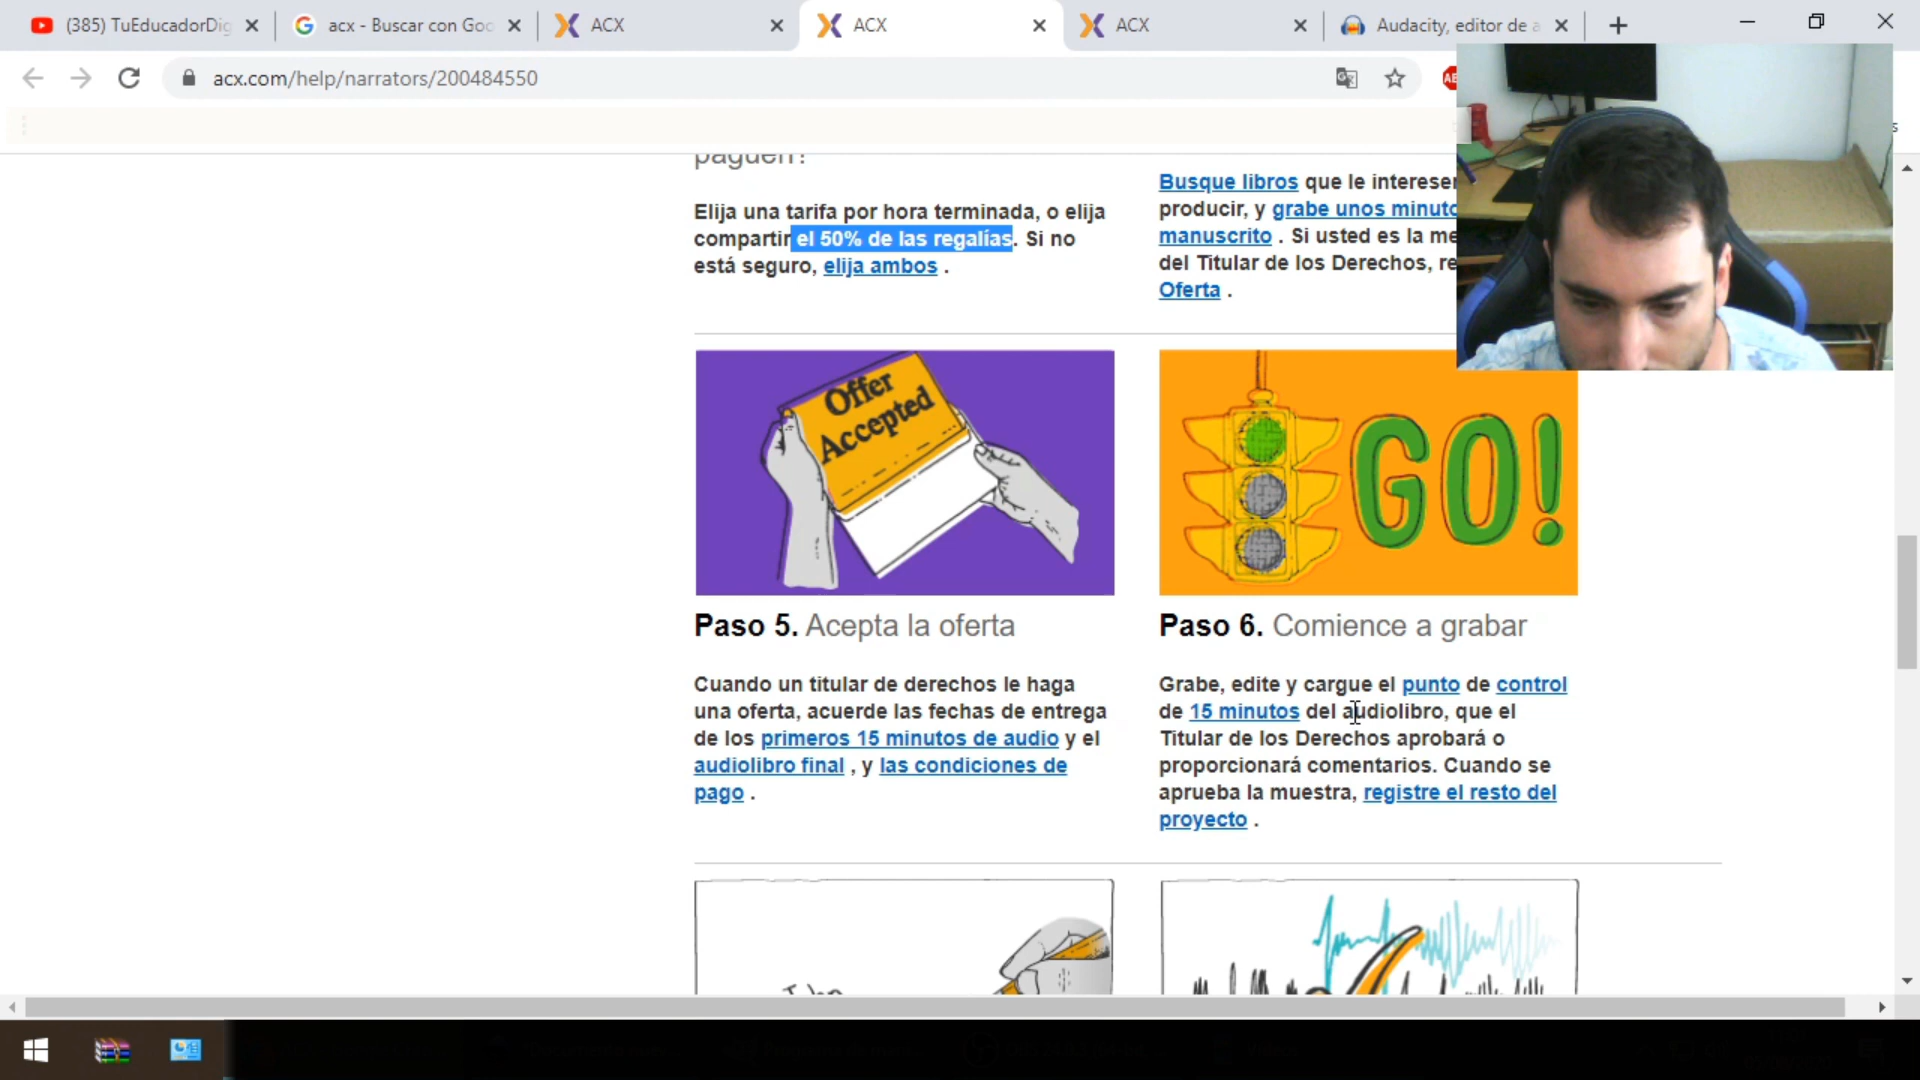 (385) TuEducadorDig
acx - Buscar con Goo
ACX
ACX
ACX
Audacity, editor de a
acx.com/help/narrators/200484550
paguen?
Elija una tarifa por hora terminada, o elija
compartir el 50% de las regalías. Si no
está seguro, elija ambos .
Busque libros que le interesen
producir, y grabe unos minuto
manuscrito . Si usted es la me
del Titular de los Derechos, re
Oferta .
Offer
Accepted
GO!
Paso 5. Acepta la oferta
Cuando un titular de derechos le haga
una oferta, acuerde las fechas de entrega
de los primeros 15 minutos de audio y el
audiolibro final , y las condiciones de
pago .
Paso 6. Comience a grabar
Grabe, edite y cargue el punto de control
de 15 minutos del audiolibro, que el
Titular de los Derechos aprobará o
proporcionará comentarios. Cuando se
aprueba la muestra, registre el resto del
proyecto .